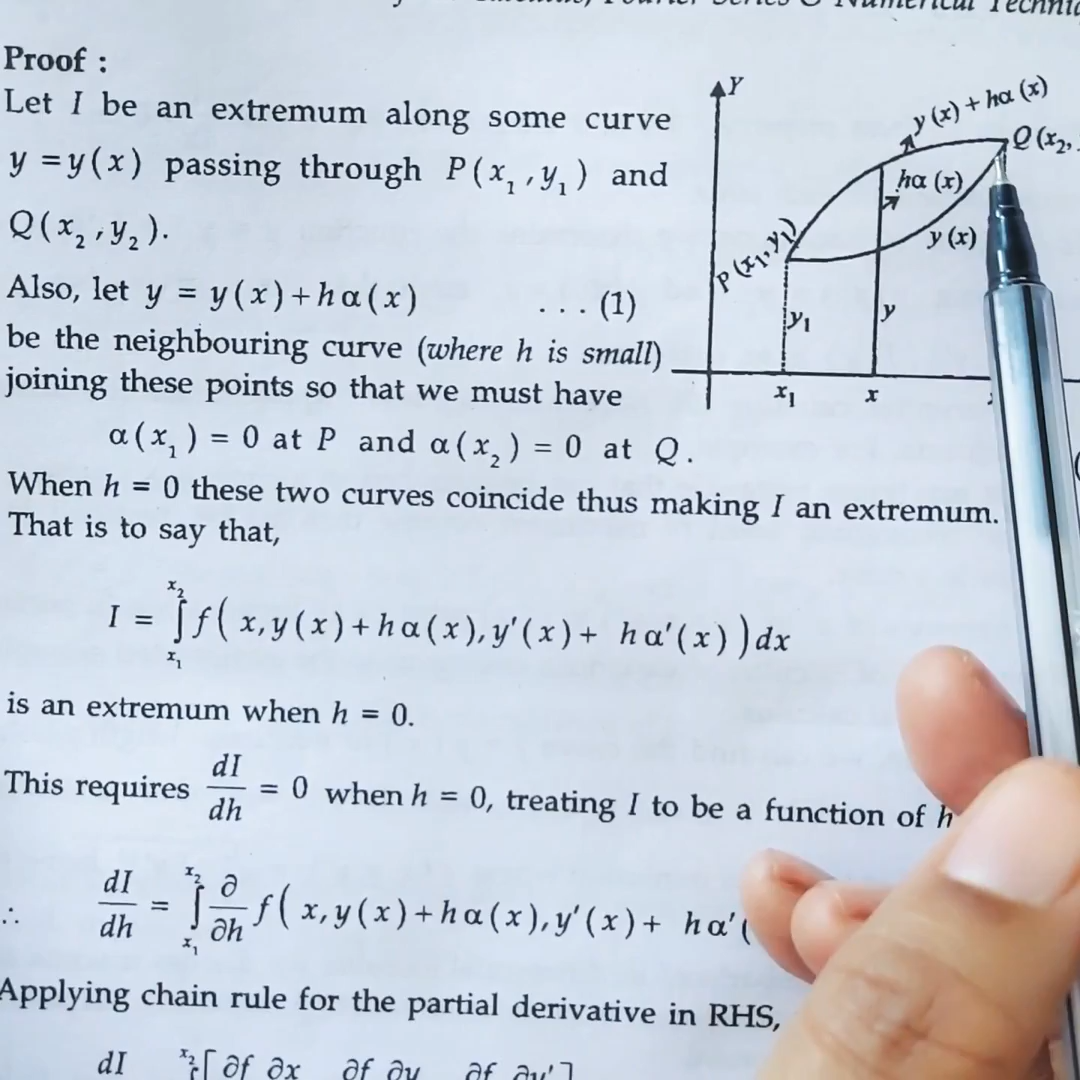 Fourier Series & Numerical
Proof :
Let I be an extremum along some curve
y = y(x) passing through P(x₁, y₁) and
Q(x₂, y₂).
Also, let y = y(x) + hα(x) ... (1)
be the neighbouring curve (where h is small)
joining these points so that we must have
α(x₁) = 0 at P and α(x₂) = 0 at Q.
Y
y(x) + hα(x)
Q(x₂,
hα(x)
P(x₁, y₁)
y(x)
y₁
y
x₁ x
When h = 0 these two curves coincide thus making I an extremum.
That is to say that,
I = ∫_{x₁}^{x₂} f( x, y(x) + hα(x), y′(x) + hα′(x) ) dx
is an extremum when h = 0.
This requires dI/dh = 0 when h = 0, treating I to be a function of h
∴ dI/dh = ∫_{x₁}^{x₂} ∂/∂h f( x, y(x) + hα(x), y′(x) + hα′(
Applying chain rule for the partial derivative in RHS,
dI x₂ ∫ [ ∂f ∂x ∂f ∂y ∂f ∂y′ ]